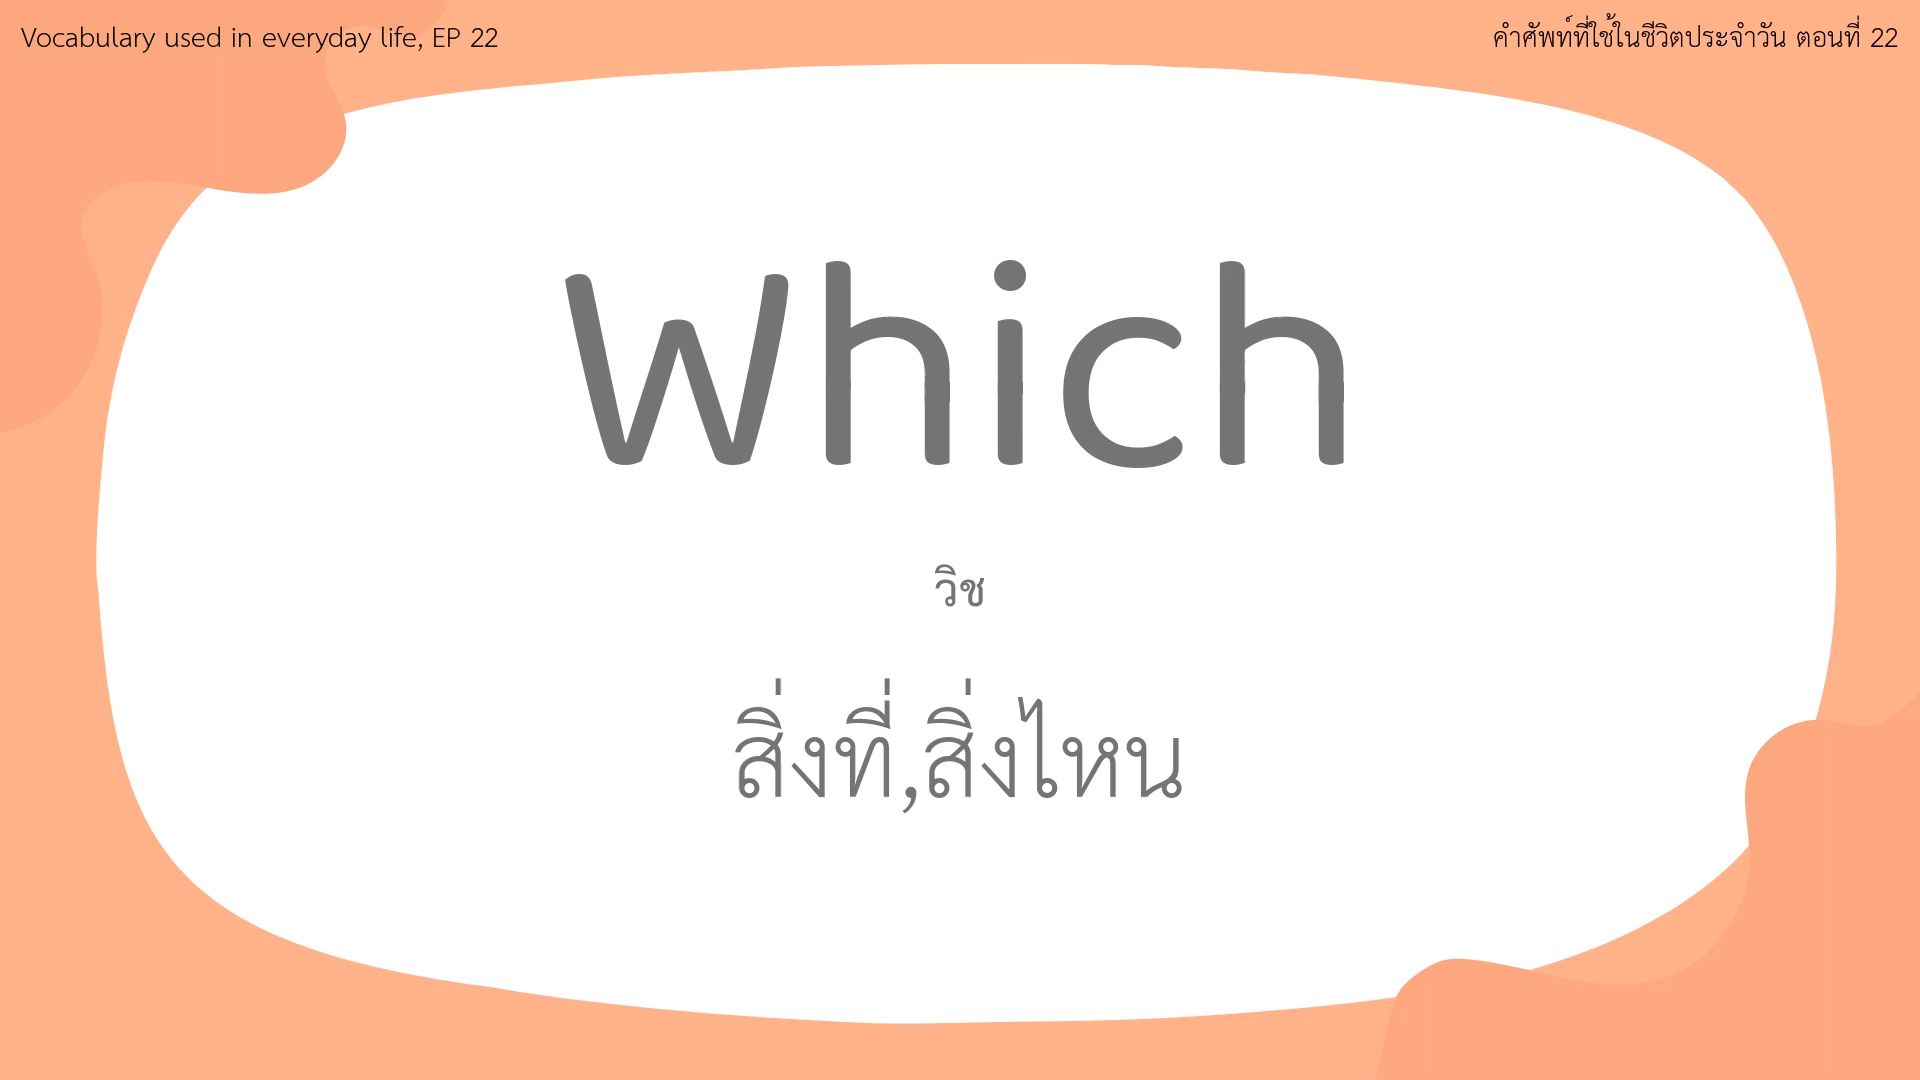 Vocabulary used in everyday life, EP 22
คำศัพท์ที่ใช้ในชีวิตประจำวัน ตอนที่ 22
Which
วิช
สิ่งที่,สิ่งไหน